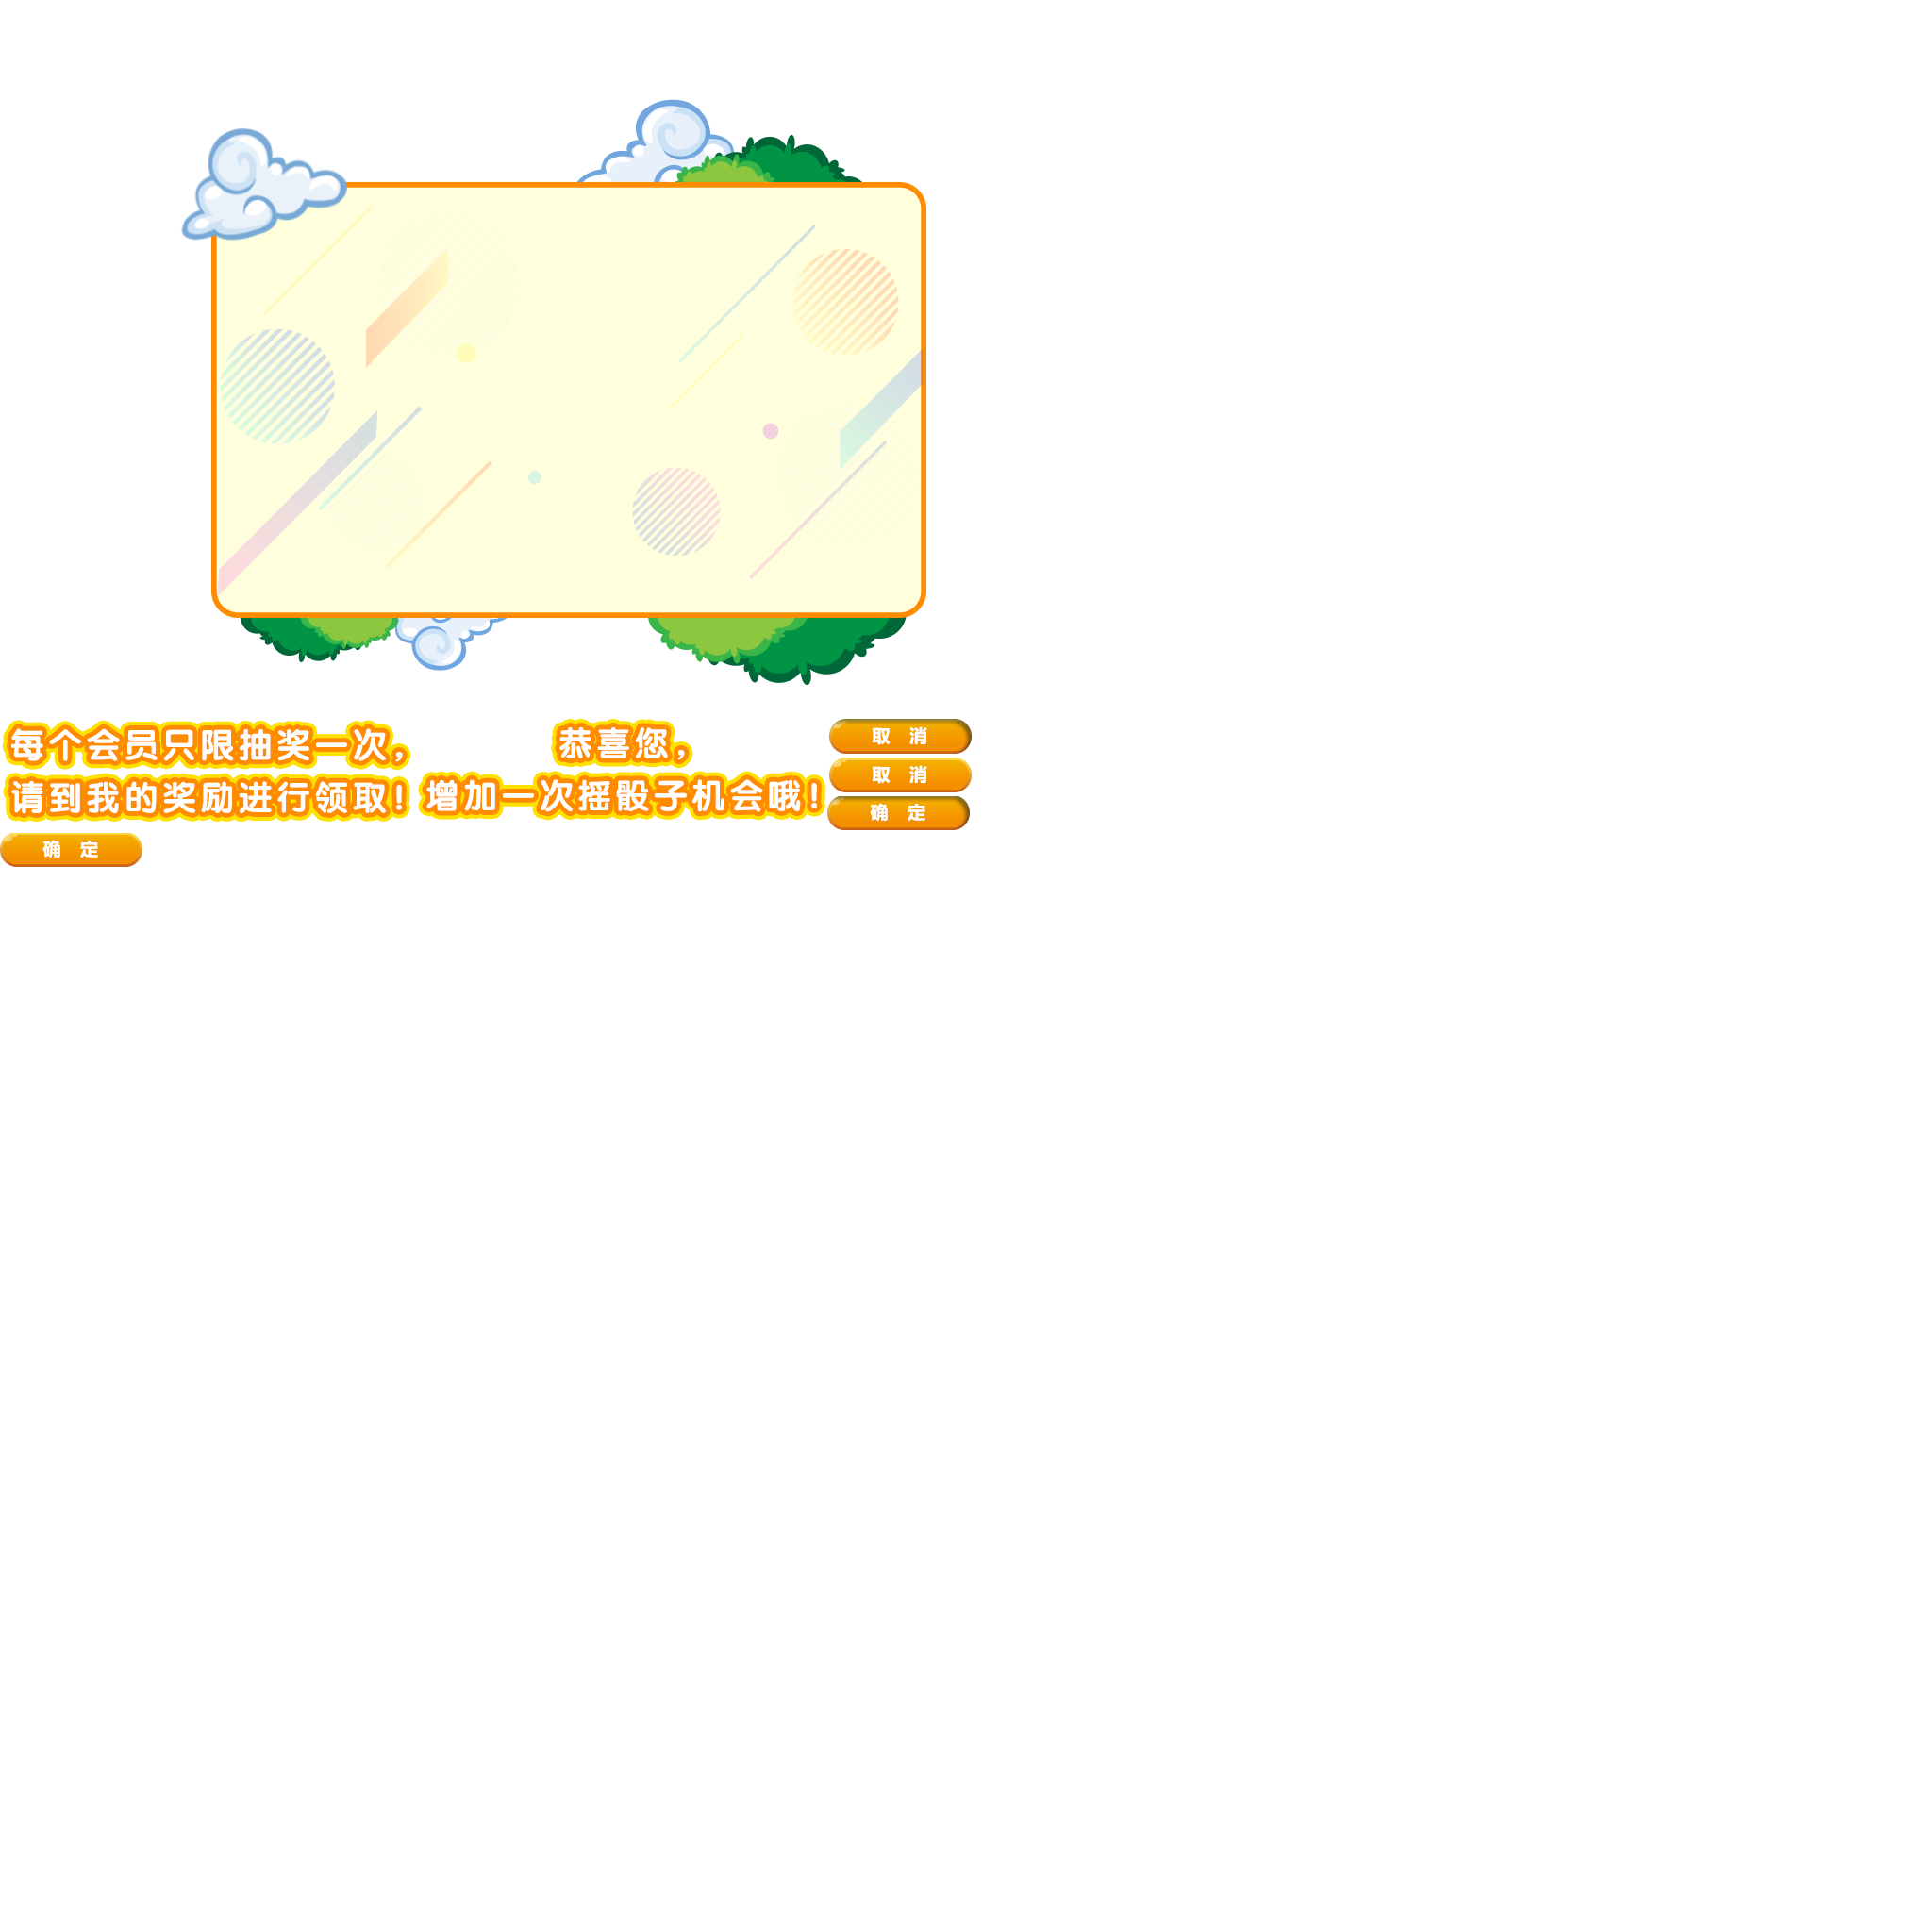 每个会员只限抽奖一次，
请到我的奖励进行领取！
恭喜您，
增加一次摇骰子机会哦！
取 消
取 消
确 定
确 定